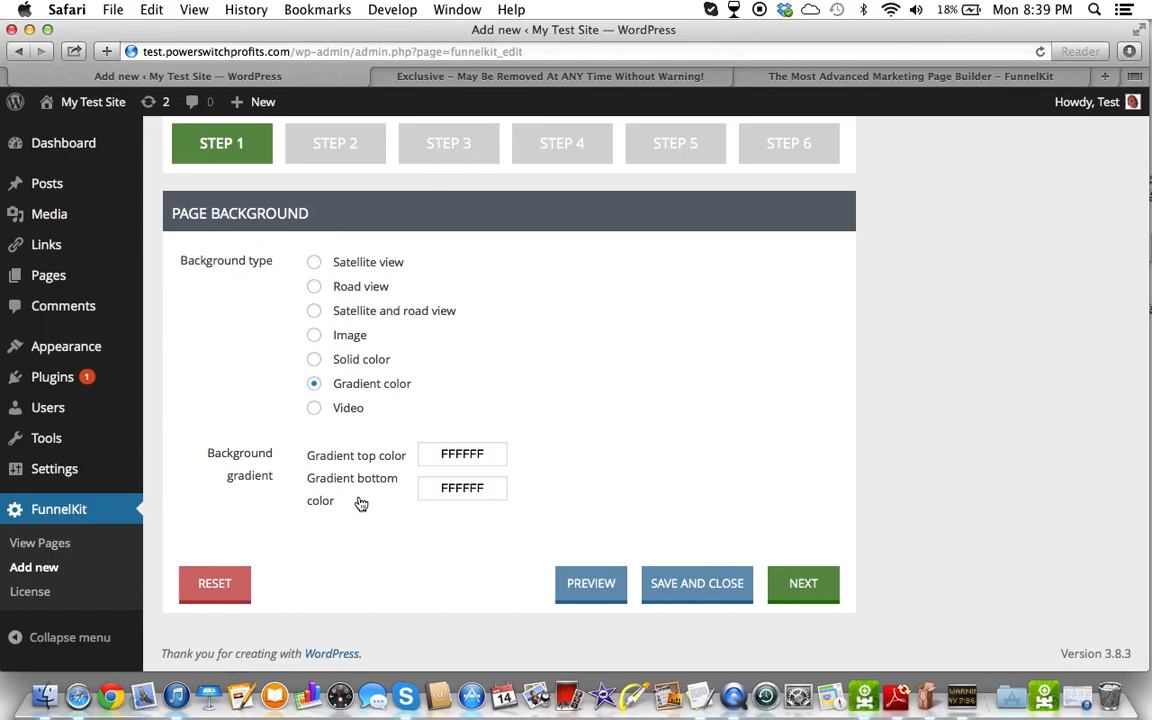 Safari File Edit View History Bookmarks Develop Window Help 18% Mon 8:39 PM
Add new ‹ My Test Site — WordPress
test.powerswitchprofits.com/wp-admin/admin.php?page=funnelkit_edit Reader
Add new ‹ My Test Site — WordPress Exclusive – May Be Removed At ANY Time Without Warning! The Most Advanced Marketing Page Builder – FunnelKit
My Test Site 2 0 New Howdy, Test
STEP 1 STEP 2 STEP 3 STEP 4 STEP 5 STEP 6
Dashboard
Posts
Media
Links
Pages
Comments
Appearance
Plugins 1
Users
Tools
Settings
FunnelKit
View Pages
Add new
License
Collapse menu
PAGE BACKGROUND
Background type
Satellite view
Road view
Satellite and road view
Image
Solid color
Gradient color
Video
Background
gradient
Gradient top color FFFFFF
Gradient bottom
color FFFFFF
RESET PREVIEW SAVE AND CLOSE NEXT
Thank you for creating with WordPress. Version 3.8.3